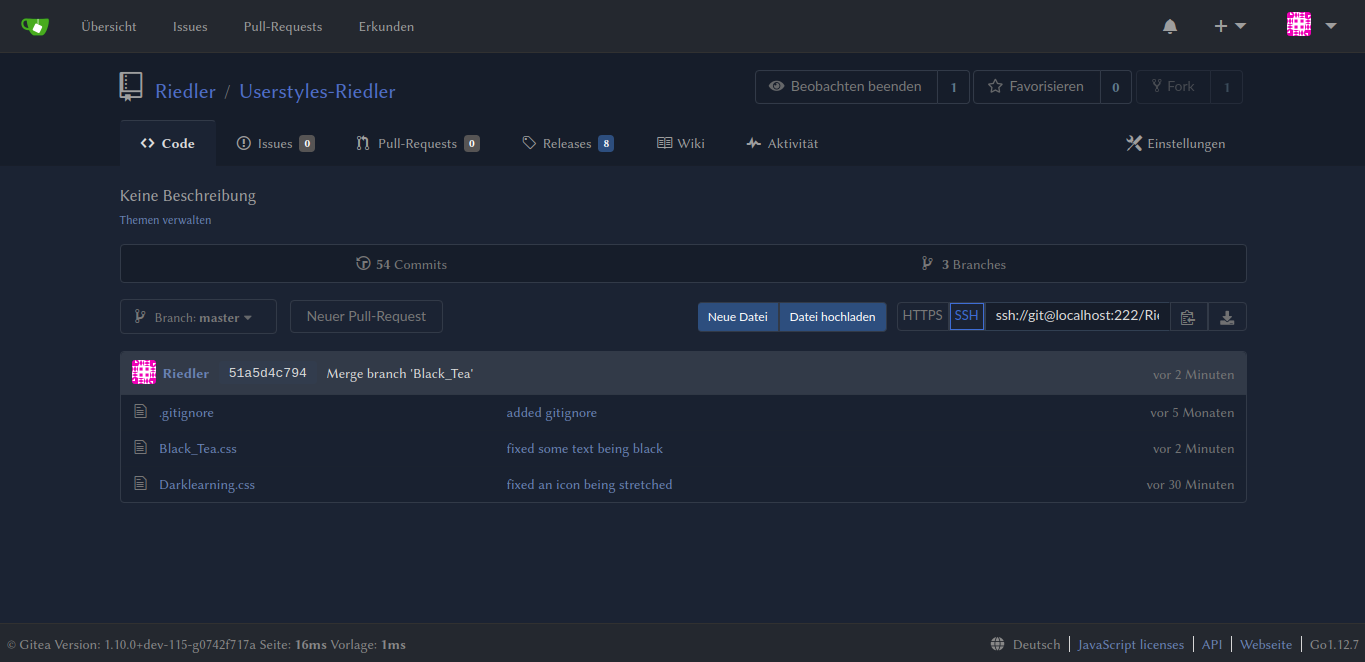 Übersicht Issues Pull-Requests Erkunden
Riedler / Userstyles-Riedler Beobachten beenden 1 Favorisieren 0 Fork 1
Code Issues 0 Pull-Requests 0 Releases 8 Wiki Aktivität Einstellungen
Keine Beschreibung
Themen verwalten
54 Commits 3 Branches
Branch: master Neuer Pull-Request Neue Datei Datei hochladen HTTPS SSH ssh://git@localhost:222/Rie
Riedler 51a5d4c794 Merge branch 'Black_Tea' vor 2 Minuten
.gitignore added gitignore vor 5 Monaten
Black_Tea.css fixed some text being black vor 2 Minuten
Darklearning.css fixed an icon being stretched vor 30 Minuten
© Gitea Version: 1.10.0+dev-115-g0742f717a Seite: 16ms Vorlage: 1ms Deutsch JavaScript licenses API Webseite Go1.12.7